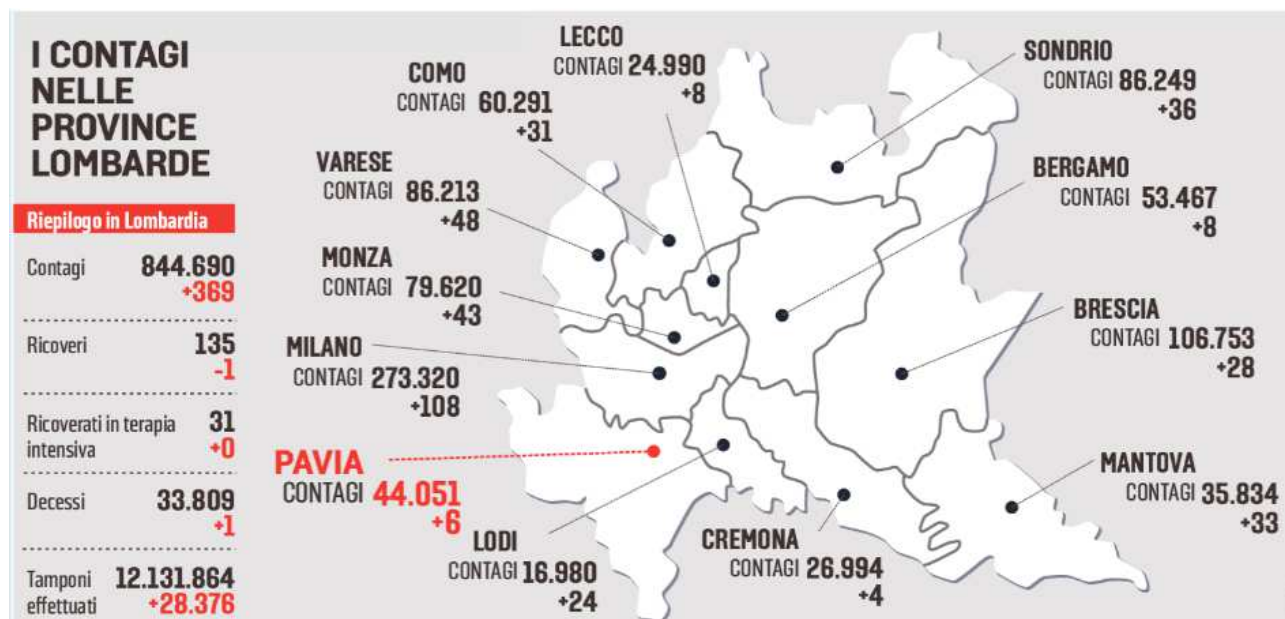 I CONTAGI
NELLE
PROVINCE
LOMBARDE
Riepilogo in Lombardia
Contagi 844.690
+369
Ricoveri 135
-1
Ricoverati in terapia 31
intensiva +0
Decessi 33.809
+1
Tamponi 12.131.864
effettuati +28.376
LECCO
CONTAGI 24.990
+8
COMO
CONTAGI 60.291
+31
VARESE
CONTAGI 86.213
+48
MONZA
CONTAGI 79.620
+43
MILANO
CONTAGI 273.320
+108
PAVIA
CONTAGI 44.051
+6
LODI
CONTAGI 16.980
+24
CREMONA
CONTAGI 26.994
+4
SONDRIO
CONTAGI 86.249
+36
BERGAMO
CONTAGI 53.467
+8
BRESCIA
CONTAGI 106.753
+28
MANTOVA
CONTAGI 35.834
+33